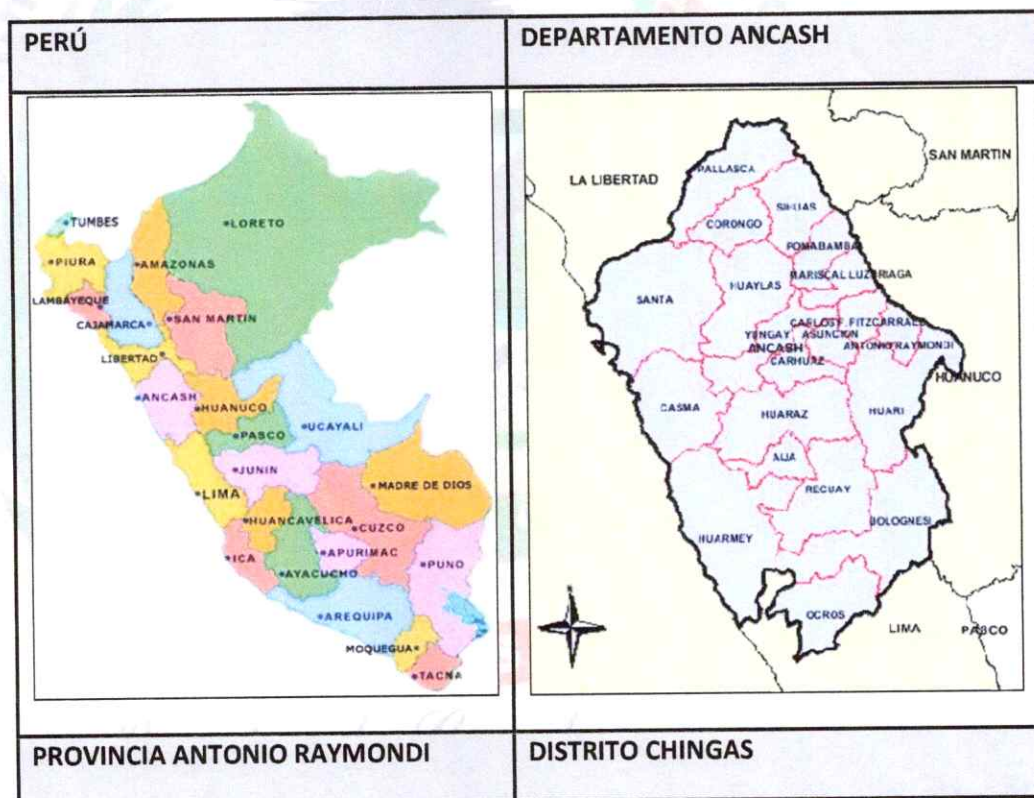 PERÚ
DEPARTAMENTO ANCASH
TUMBES
LORETO
PIURA
AMAZONAS
LAMBAYEQUE
CAJAMARCA
SAN MARTIN
LIBERTAD
ANCASH
HUANUCO
PASCO
UCAYALI
JUNIN
LIMA
MADRE DE DIOS
HUANCAVELICA
CUZCO
ICA
APURIMAC
AYACUCHO
PUNO
AREQUIPA
MOQUEGUA
TACNA
LA LIBERTAD
SAN MARTIN
PALLASCA
SIHUAS
CORONGO
POMABAMBA
MARISCAL LUZURIAGA
HUAYLAS
SANTA
CARLOS F. FITZCARRALD
YUNGAY
ASUNCION
ANCASH
ANTONIO RAYMONDI
CARHUAZ
HUANUCO
CASMA
HUARAZ
HUARI
AIJA
RECUAY
BOLOGNESI
HUARMEY
OCROS
LIMA
PASCO
PROVINCIA ANTONIO RAYMONDI
DISTRITO CHINGAS